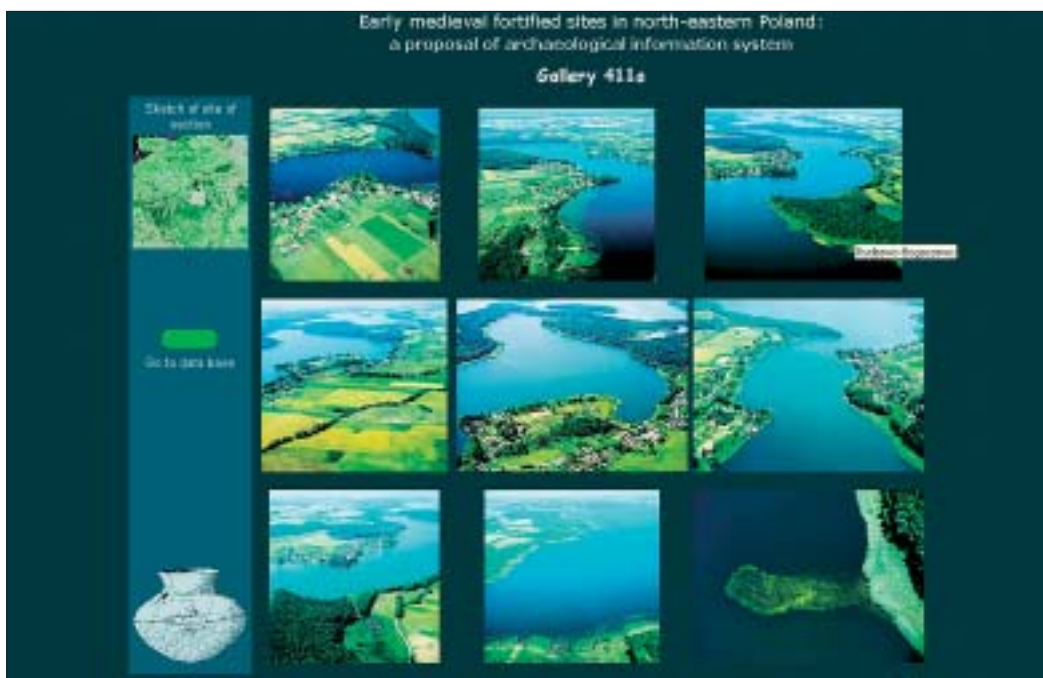 Early medieval fortified sites in north-eastern Poland:
a proposal of archaeological information system
Gallery 411a
Sketch of site of
section
Go to data base